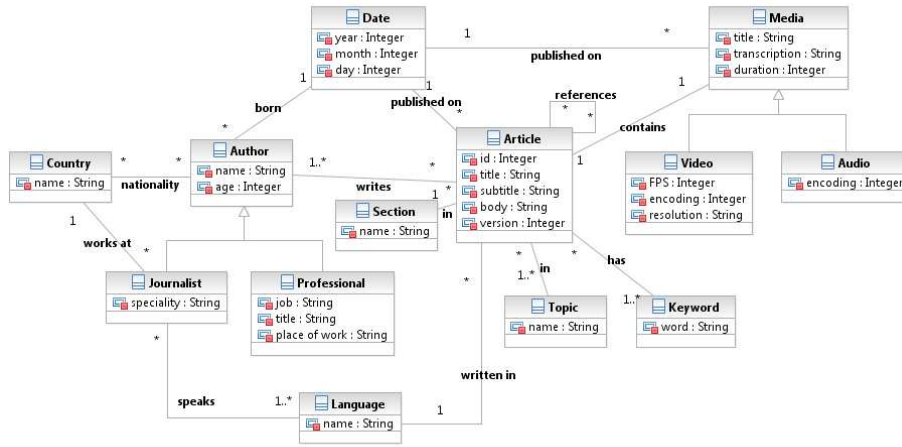 Date
year : Integer
month : Integer
day : Integer
Media
title : String
transcription : String
duration : Integer
1
*
published on
1
born
*
1
published on
*
references
*
*
1
contains
1
Country
name : String
*
*
nationality
Author
name : String
age : Integer
1..*
*
writes
Article
id : Integer
title : String
subtitle : String
body : String
version : Integer
Video
FPS : Integer
encoding : Integer
resolution : String
Audio
encoding : Integer
1
*
in
Section
name : String
1
works at
*
Journalist
speciality : String
Professional
job : String
title : String
place of work : String
*
in
1..*
*
has
1..*
Topic
name : String
Keyword
word : String
*
written in
1
*
speaks
1..*
Language
name : String